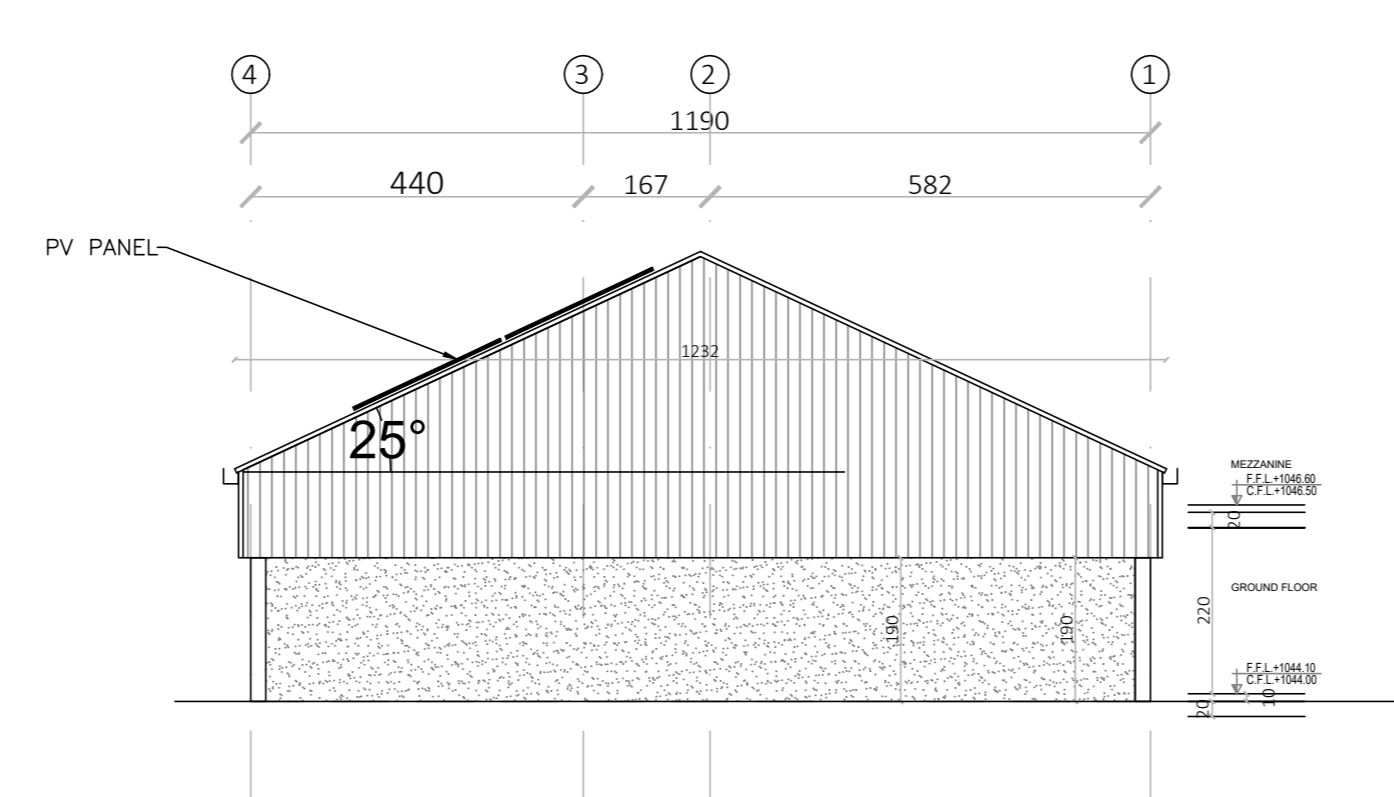 4 3 2 1
1190
440 167 582
PV PANEL
1232
25°
MEZZANINE
F.F.L.+1046.60
C.F.L.+1046.50
20
GROUND FLOOR
220
190 190
F.F.L.+1044.10
C.F.L.+1044.00
20 10